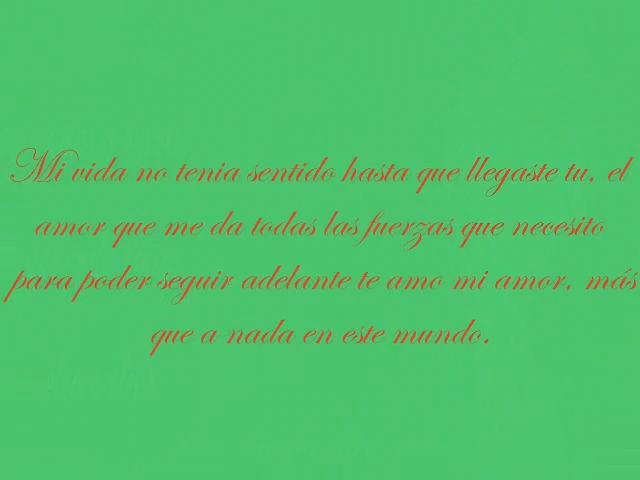 Mi vida no tenia sentido hasta que llegaste tu, el
amor que me da todas las fuerzas que necesito
para poder seguir adelante te amo mi amor, más
que a nada en este mundo.